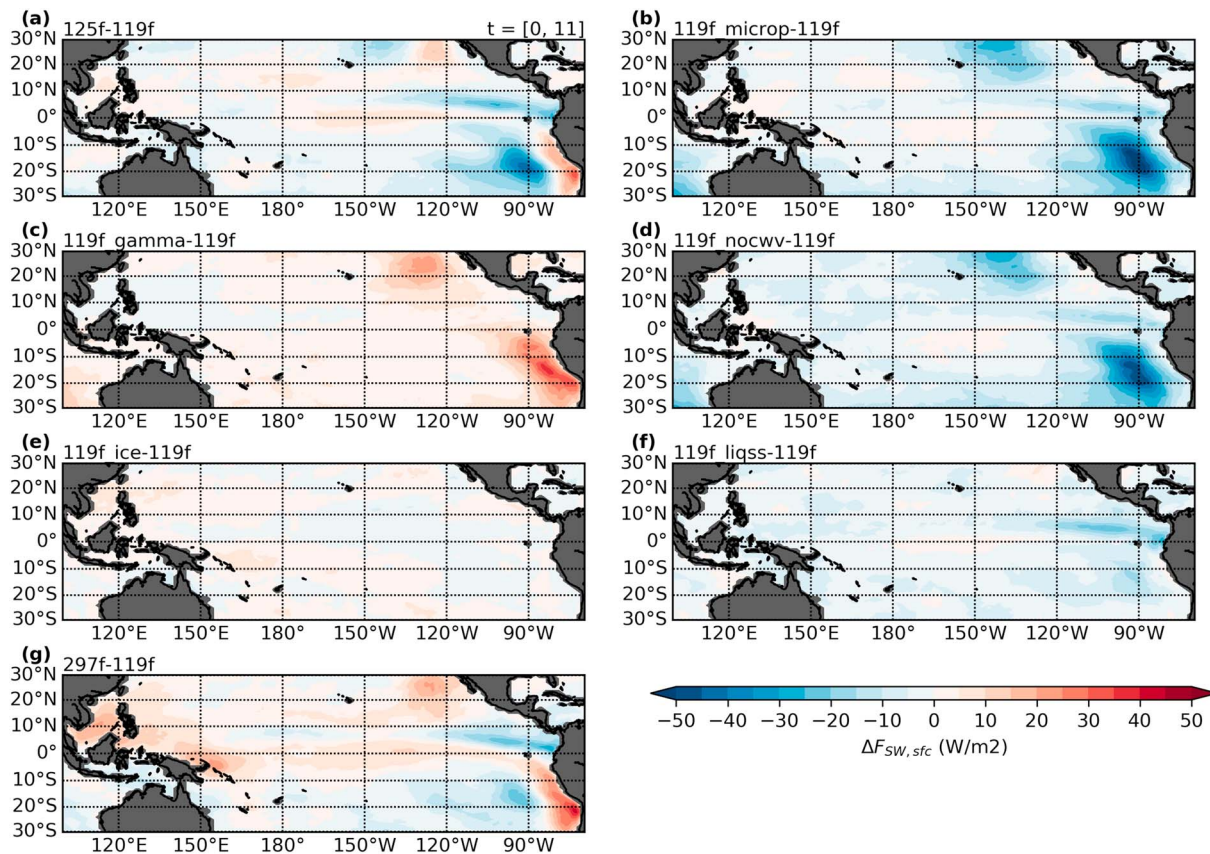 (a)
125f-119f t = [0, 11]
30°N
20°N
10°N
0°
10°S
20°S
30°S
120°E 150°E 180° 150°W 120°W 90°W
(b)
119f_microp-119f
30°N
20°N
10°N
0°
10°S
20°S
30°S
120°E 150°E 180° 150°W 120°W 90°W
(c)
119f_gamma-119f
30°N
20°N
10°N
0°
10°S
20°S
30°S
120°E 150°E 180° 150°W 120°W 90°W
(d)
119f_nocwv-119f
30°N
20°N
10°N
0°
10°S
20°S
30°S
120°E 150°E 180° 150°W 120°W 90°W
(e)
119f_ice-119f
30°N
20°N
10°N
0°
10°S
20°S
30°S
120°E 150°E 180° 150°W 120°W 90°W
(f)
119f_liqss-119f
30°N
20°N
10°N
0°
10°S
20°S
30°S
120°E 150°E 180° 150°W 120°W 90°W
(g)
297f-119f
30°N
20°N
10°N
0°
10°S
20°S
30°S
120°E 150°E 180° 150°W 120°W 90°W
−50 −40 −30 −20 −10 0 10 20 30 40 50
ΔF_SW,sfc (W/m2)